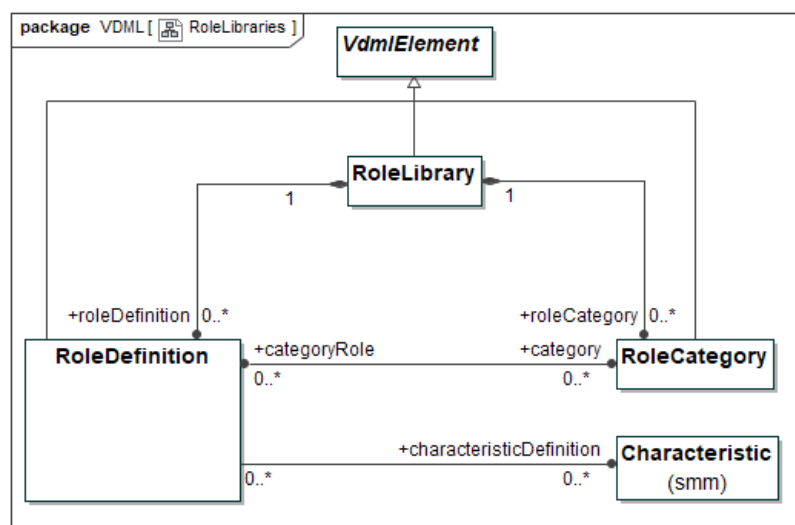 package VDML [ RoleLibraries ]
VdmlElement
RoleLibrary
1
1
+roleDefinition 0..*
+roleCategory 0..*
RoleDefinition
+categoryRole
+category
0..*
0..*
RoleCategory
+characteristicDefinition
0..*
0..*
Characteristic
(smm)